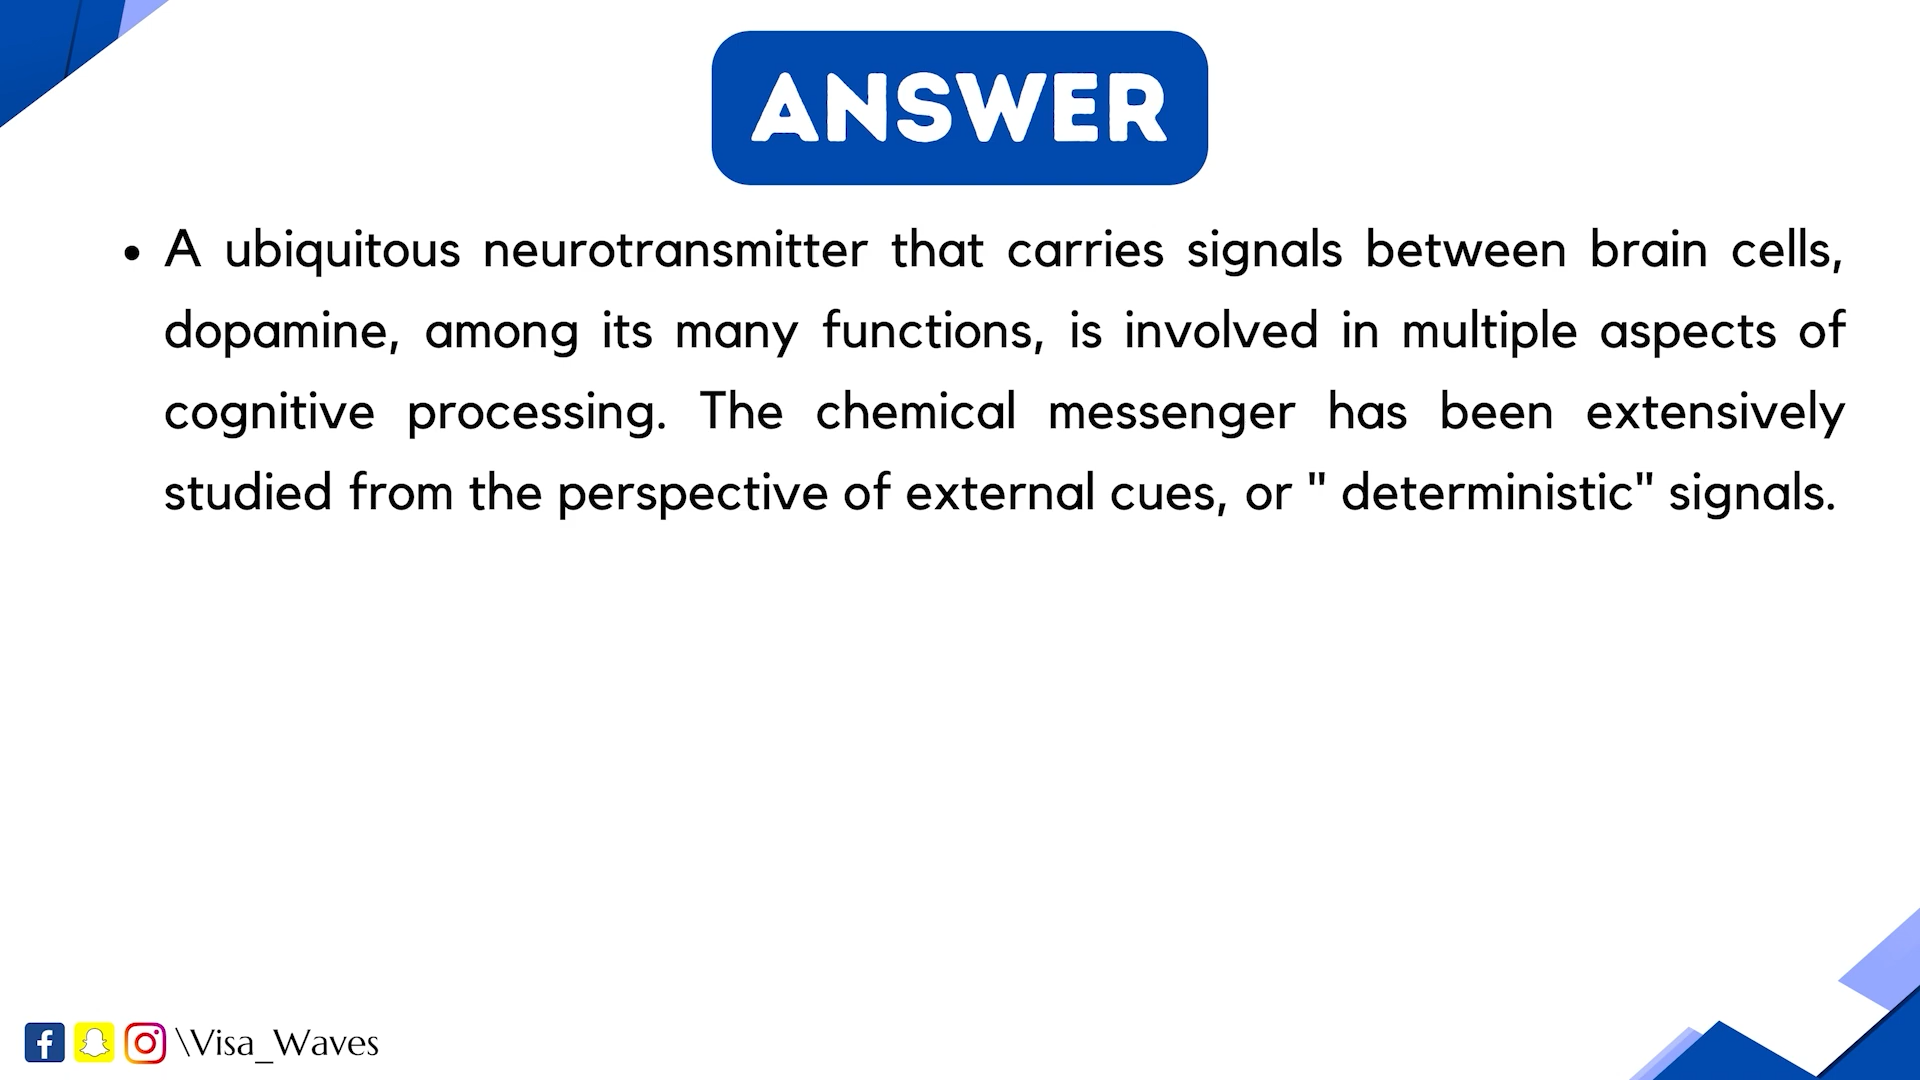 ANSWER
• A ubiquitous neurotransmitter that carries signals between brain cells,
dopamine, among its many functions, is involved in multiple aspects of
cognitive processing. The chemical messenger has been extensively
studied from the perspective of external cues, or " deterministic" signals.
\Visa_Waves